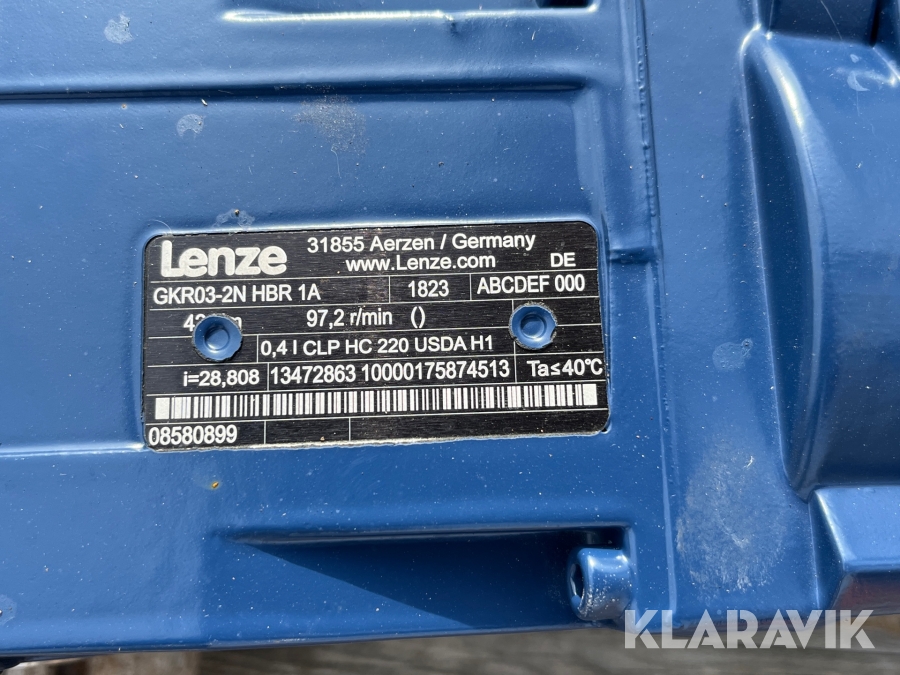 Lenze 31855 Aerzen / Germany
www.Lenze.com DE
GKR03-2N HBR 1A 1823 ABCDEF 000
97,2 r/min ()
0,4 l CLP HC 220 USDA H1
i=28,808 13472863 10000175874513 Ta≤40°C
08580899
KLARAVIK